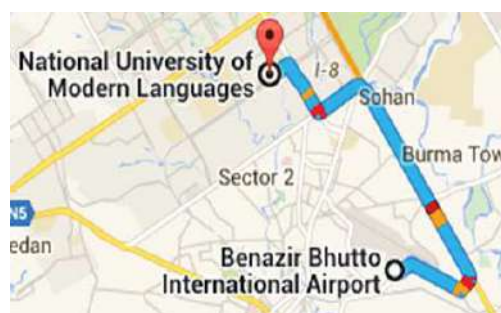 National University of
Modern Languages
I-8
Sohan
Burma Tow
Sector 2
N5
edan
Benazir Bhutto
International Airport